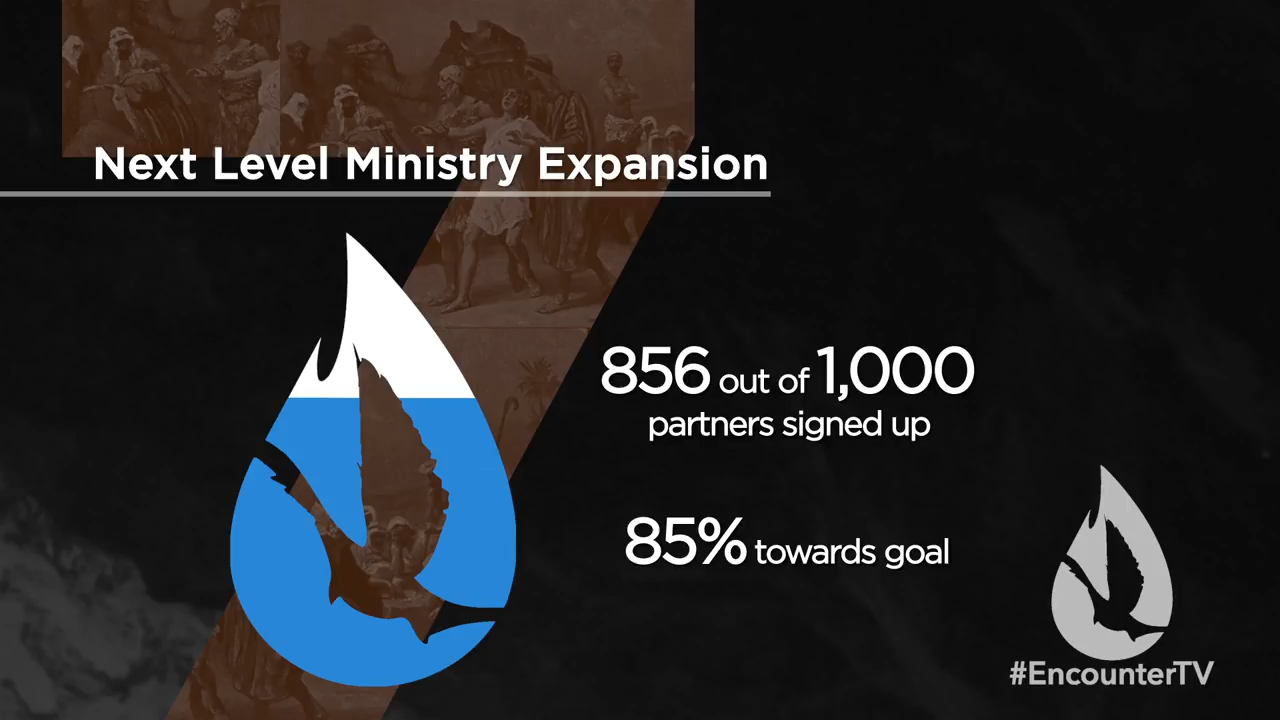 Next Level Ministry Expansion
856 out of 1,000
partners signed up
85% towards goal
#EncounterTV